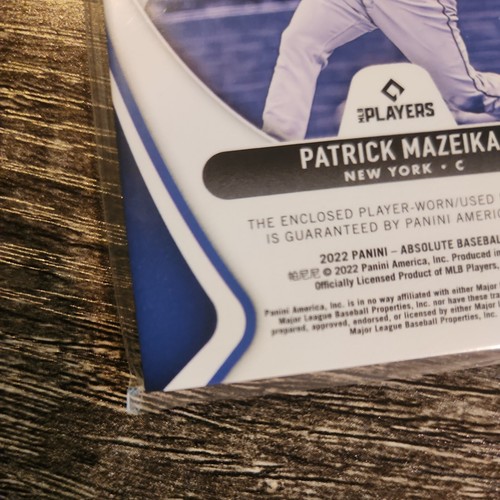 MLB PLAYERS
PATRICK MAZEIKA
NEW YORK • C
THE ENCLOSED PLAYER-WORN/USED
IS GUARANTEED BY PANINI AMERIC
2022 PANINI – ABSOLUTE BASEBAL
帕尼尼 © 2022 Panini America, Inc. Produced in
Officially Licensed Product of MLB Players,
Panini America, Inc. is in no way affiliated with either Major
Major League Baseball Properties, Inc. nor have these
prepared, approved, endorsed, or licensed by either Major
Major League Baseball Properties, Inc.